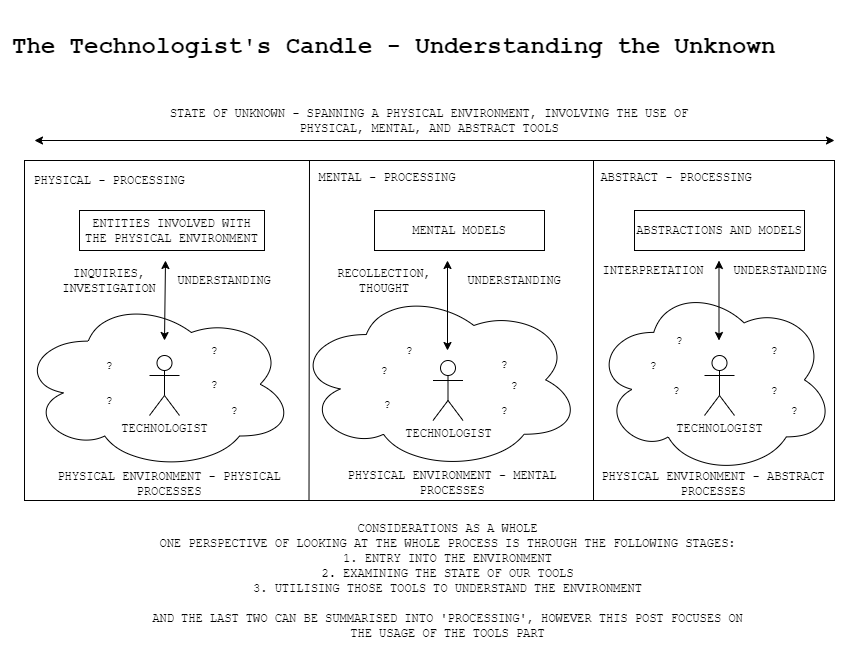 The Technologist's Candle - Understanding the Unknown
STATE OF UNKNOWN - SPANNING A PHYSICAL ENVIRONMENT, INVOLVING THE USE OF
PHYSICAL, MENTAL, AND ABSTRACT TOOLS
PHYSICAL - PROCESSING
ENTITIES INVOLVED WITH
THE PHYSICAL ENVIRONMENT
INQUIRIES,
INVESTIGATION
UNDERSTANDING
?
?
?
?
?
TECHNOLOGIST
PHYSICAL ENVIRONMENT - PHYSICAL
PROCESSES
MENTAL - PROCESSING
MENTAL MODELS
RECOLLECTION,
THOUGHT
UNDERSTANDING
?
?
?
?
?
?
TECHNOLOGIST
PHYSICAL ENVIRONMENT - MENTAL
PROCESSES
ABSTRACT - PROCESSING
ABSTRACTIONS AND MODELS
INTERPRETATION
UNDERSTANDING
?
?
?
?
?
?
TECHNOLOGIST
PHYSICAL ENVIRONMENT - ABSTRACT
PROCESSES
CONSIDERATIONS AS A WHOLE
ONE PERSPECTIVE OF LOOKING AT THE WHOLE PROCESS IS THROUGH THE FOLLOWING STAGES:
1. ENTRY INTO THE ENVIRONMENT
2. EXAMINING THE STATE OF OUR TOOLS
3. UTILISING THOSE TOOLS TO UNDERSTAND THE ENVIRONMENT
AND THE LAST TWO CAN BE SUMMARISED INTO 'PROCESSING', HOWEVER THIS POST FOCUSES ON
THE USAGE OF THE TOOLS PART